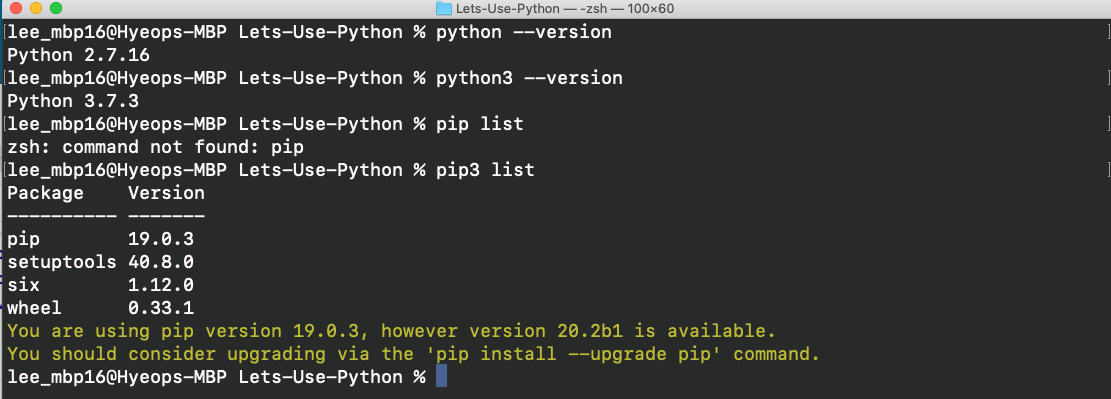 Lets-Use-Python — -zsh — 100×60
lee_mbp16@Hyeops-MBP Lets-Use-Python % python --version
Python 2.7.16
lee_mbp16@Hyeops-MBP Lets-Use-Python % python3 --version
Python 3.7.3
lee_mbp16@Hyeops-MBP Lets-Use-Python % pip list
zsh: command not found: pip
lee_mbp16@Hyeops-MBP Lets-Use-Python % pip3 list
Package    Version
---------- -------
pip        19.0.3
setuptools 40.8.0
six        1.12.0
wheel      0.33.1
You are using pip version 19.0.3, however version 20.2b1 is available.
You should consider upgrading via the 'pip install --upgrade pip' command.
lee_mbp16@Hyeops-MBP Lets-Use-Python %